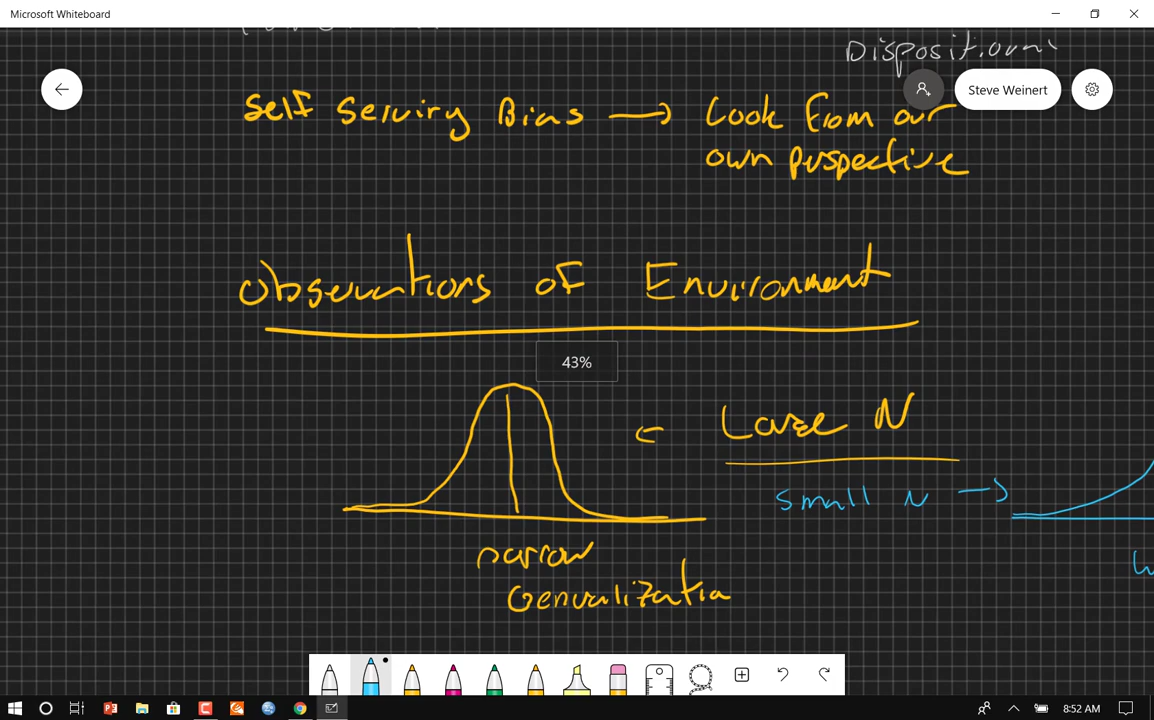 Microsoft Whiteboard
Disposition
Steve Weinert
Self Serving Bias → Look from our
own perspective
Observations of Environment
43%
Large N
small N →
narrow
Generalization
8:52 AM